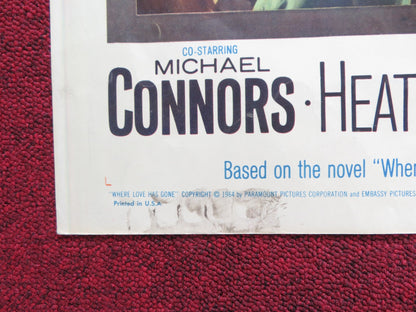 CO-STARRING
MICHAEL
CONNORS · HEAT
Based on the novel "Whe
"WHERE LOVE HAS GONE" COPYRIGHT © 1964 by PARAMOUNT PICTURES CORPORATION and EMBASSY PICTURES
Printed in U.S.A.